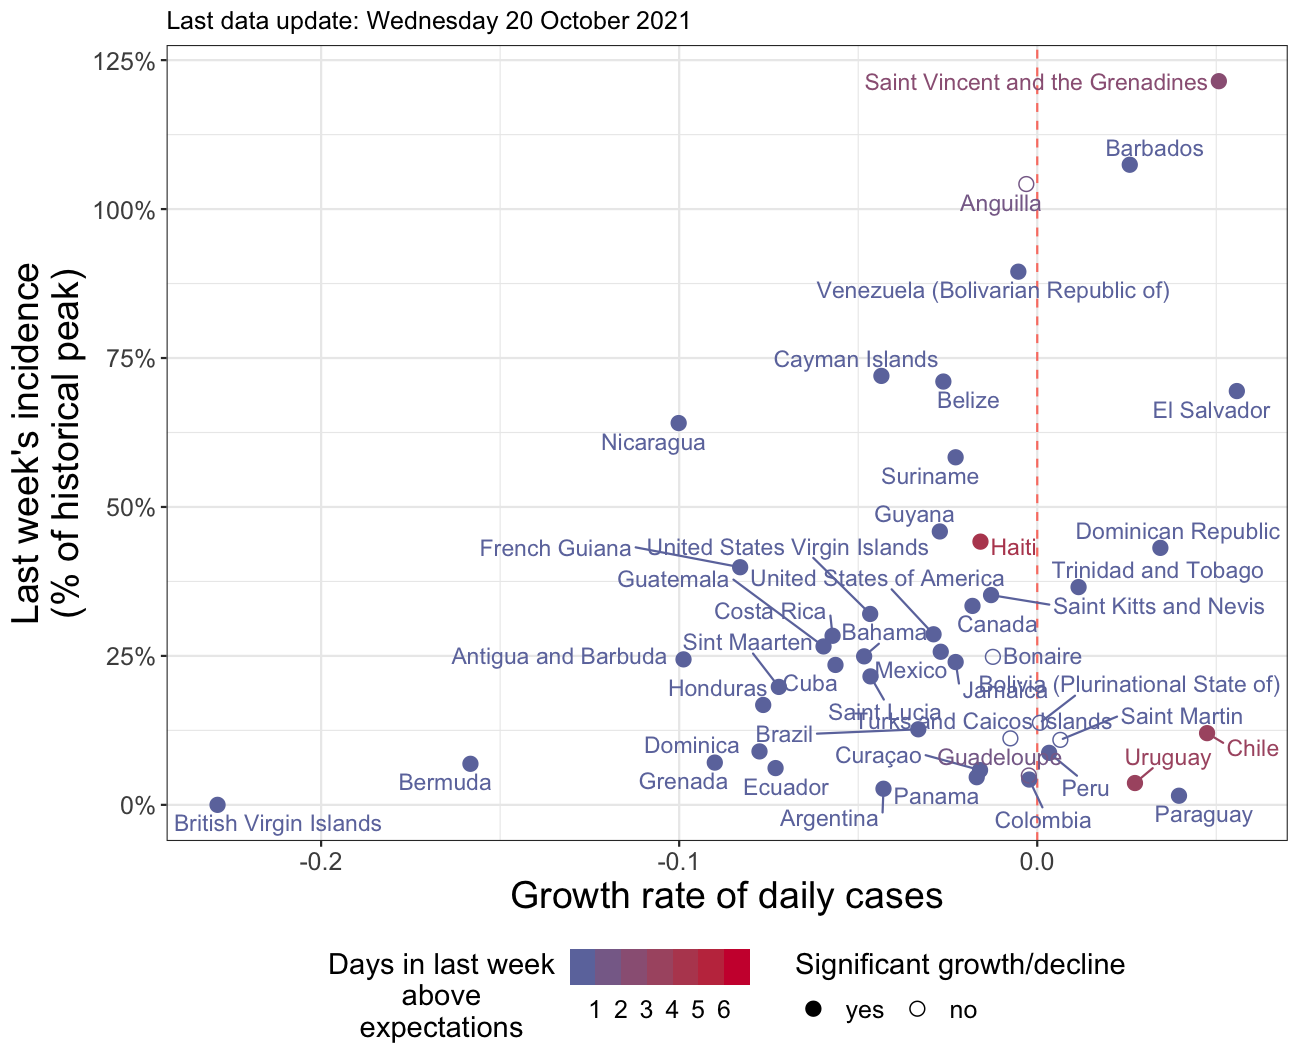 Last data update: Wednesday 20 October 2021
125%
Saint Vincent and the Grenadines
Barbados
Anguilla
100%
Venezuela (Bolivarian Republic of)
Cayman Islands
75%
Belize
El Salvador
Nicaragua
Suriname
50%
Guyana
Dominican Republic
French Guiana
United States Virgin Islands
Haiti
Guatemala
United States of America
Trinidad and Tobago
Saint Kitts and Nevis
Costa Rica
Canada
Bahamas
Sint Maarten
25%
Antigua and Barbuda
Bonaire
Mexico
Cuba
Honduras
Jamaica
Bolivia (Plurinational State of)
Saint Lucia
Turks and Caicos Islands
Saint Martin
Brazil
Dominica
Curaçao
Guadeloupe
Uruguay
Chile
Bermuda
Grenada
Ecuador
Panama
Peru
0%
British Virgin Islands
Argentina
Colombia
Paraguay
Last week's incidence
(% of historical peak)
-0.2
-0.1
0.0
Growth rate of daily cases
Days in last week
above
expectations
1 2 3 4 5 6
Significant growth/decline
yes
no